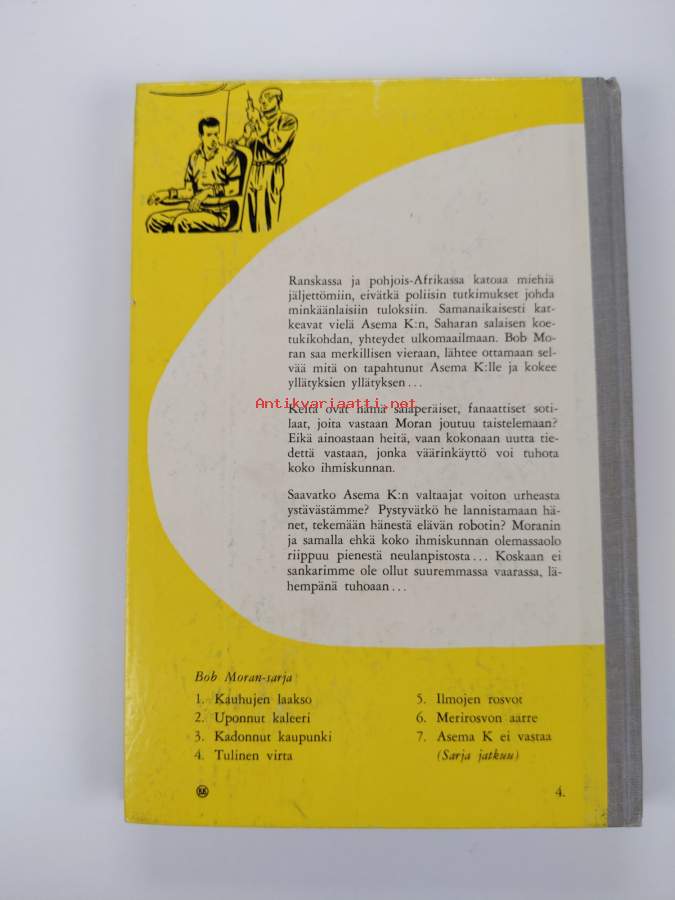 Ranskassa ja pohjois-Afrikassa katoaa miehiä
jäljettömiin, eivätkä poliisin tutkimukset johda
minkäänlaisiin tuloksiin. Samanaikaisesti kat-
keavat vielä Asema K:n, Saharan salaisen koe-
tukikohdan, yhteydet ulkomaailmaan. Bob Mo-
ran saa merkillisen vieraan, lähtee ottamaan sel-
vää mitä on tapahtunut Asema K:lle ja kokee
yllätyksien yllätyksen...
Antikvariaatti.net
Keitä ovat nämä salaperäiset, fanaattiset soti-
laat, joita vastaan Moran joutuu taistelemaan?
Eikä ainoastaan heitä, vaan kokonaan uutta tie-
dettä vastaan, jonka väärinkäyttö voi tuhota
koko ihmiskunnan.
Saavatko Asema K:n valtaajat voiton urheasta
ystävästämme? Pystyvätkö he lannistamaan hä-
net, tekemään hänestä elävän robotin? Moranin
ja samalla ehkä koko ihmiskunnan olemassaolo
riippuu pienestä neulanpistosta... Koskaan ei
sankarimme ole ollut suuremmassa vaarassa, lä-
hempänä tuhoaan...
Bob Moran-sarja
1. Kauhujen laakso
2. Uponnut kaleeri
3. Kadonnut kaupunki
4. Tulinen virta
5. Ilmojen rosvot
6. Merirosvon aarre
7. Asema K ei vastaa
(Sarja jatkuu)
4.